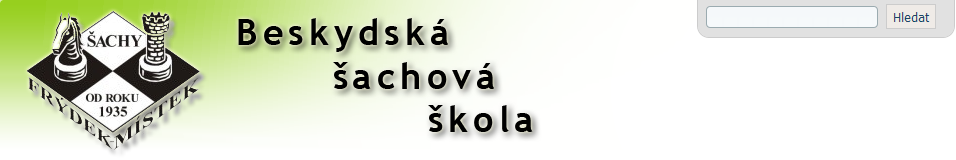 Beskydská
šachová
škola
ŠACHY
OD ROKU
1935
FRÝDEK-MÍSTEK
Hledat